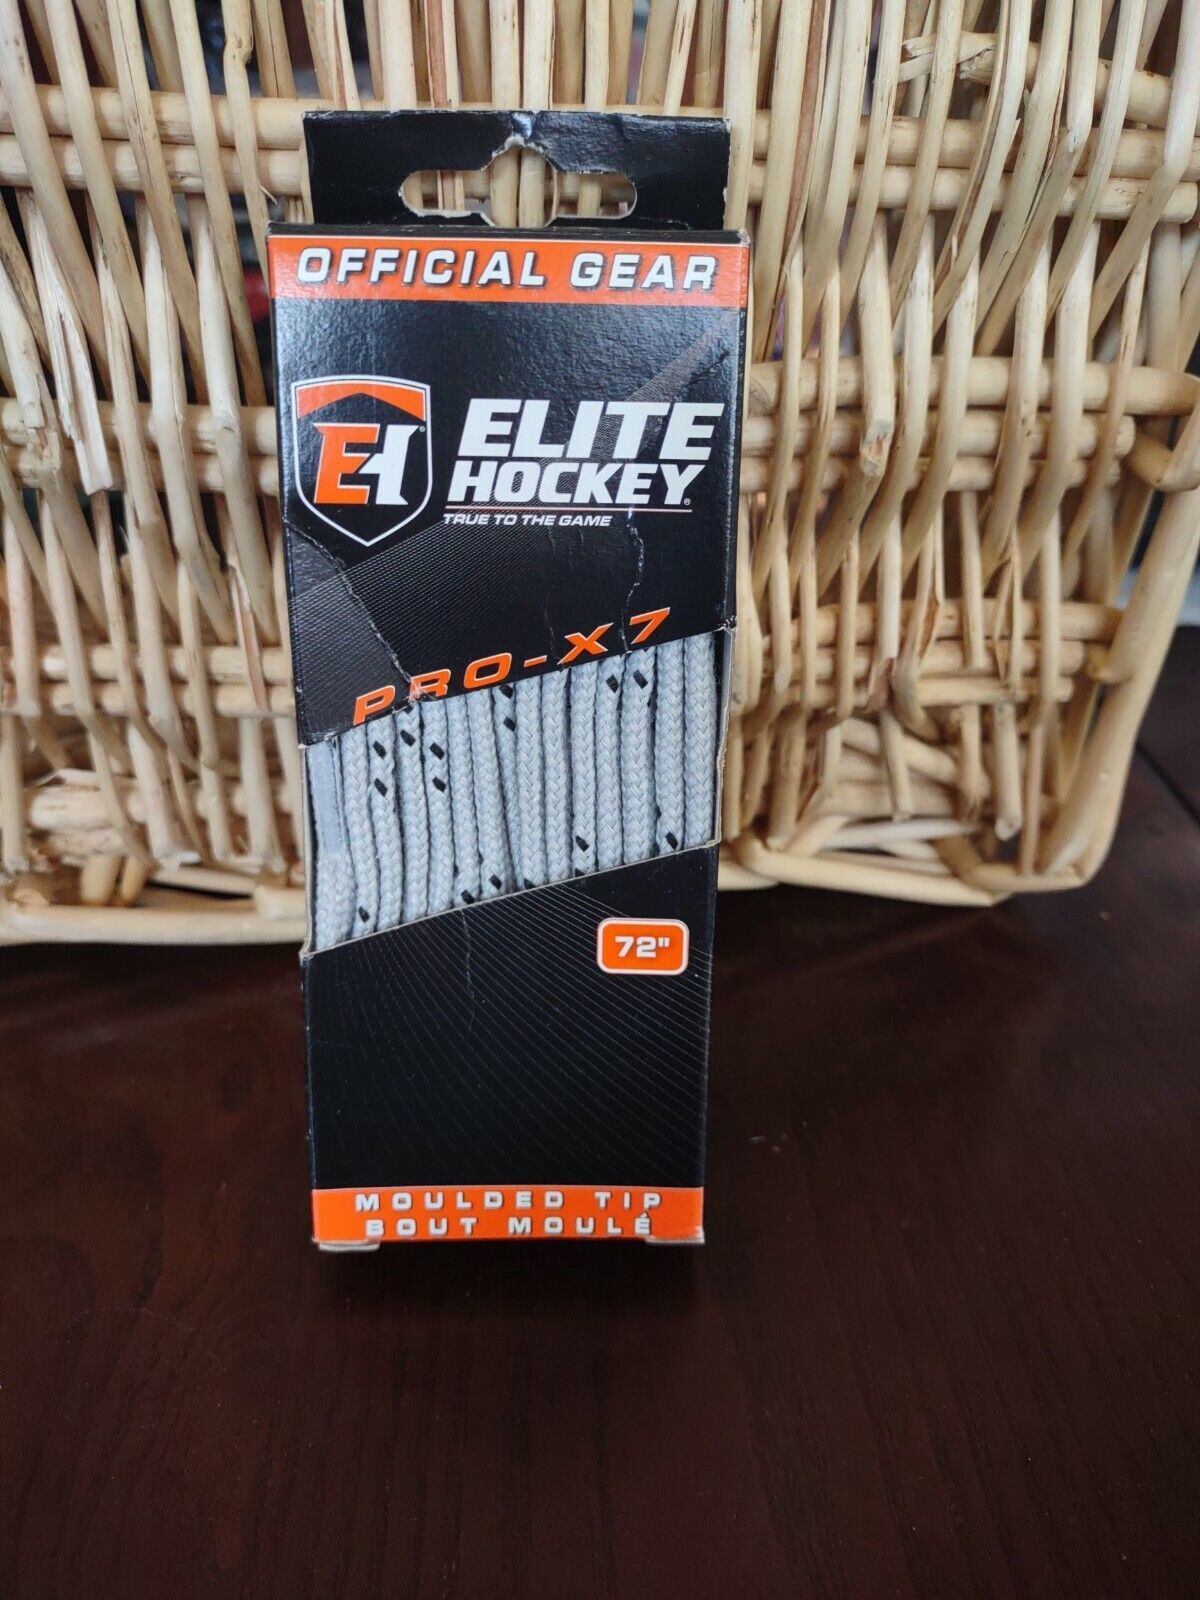 OFFICIAL GEAR
EH
ELITE
HOCKEY®
TRUE TO THE GAME
PRO-X7
72"
MOULDED TIP
BOUT MOULÉ